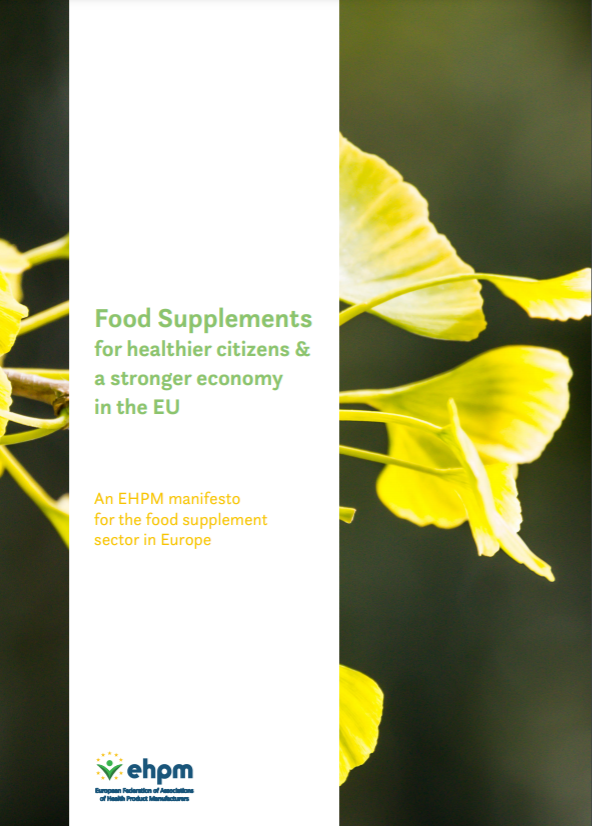 Food Supplements
for healthier citizens &
a stronger economy
in the EU
An EHPM manifesto
for the food supplement
sector in Europe
ehpm
European Federation of Associations
of Health Product Manufacturers